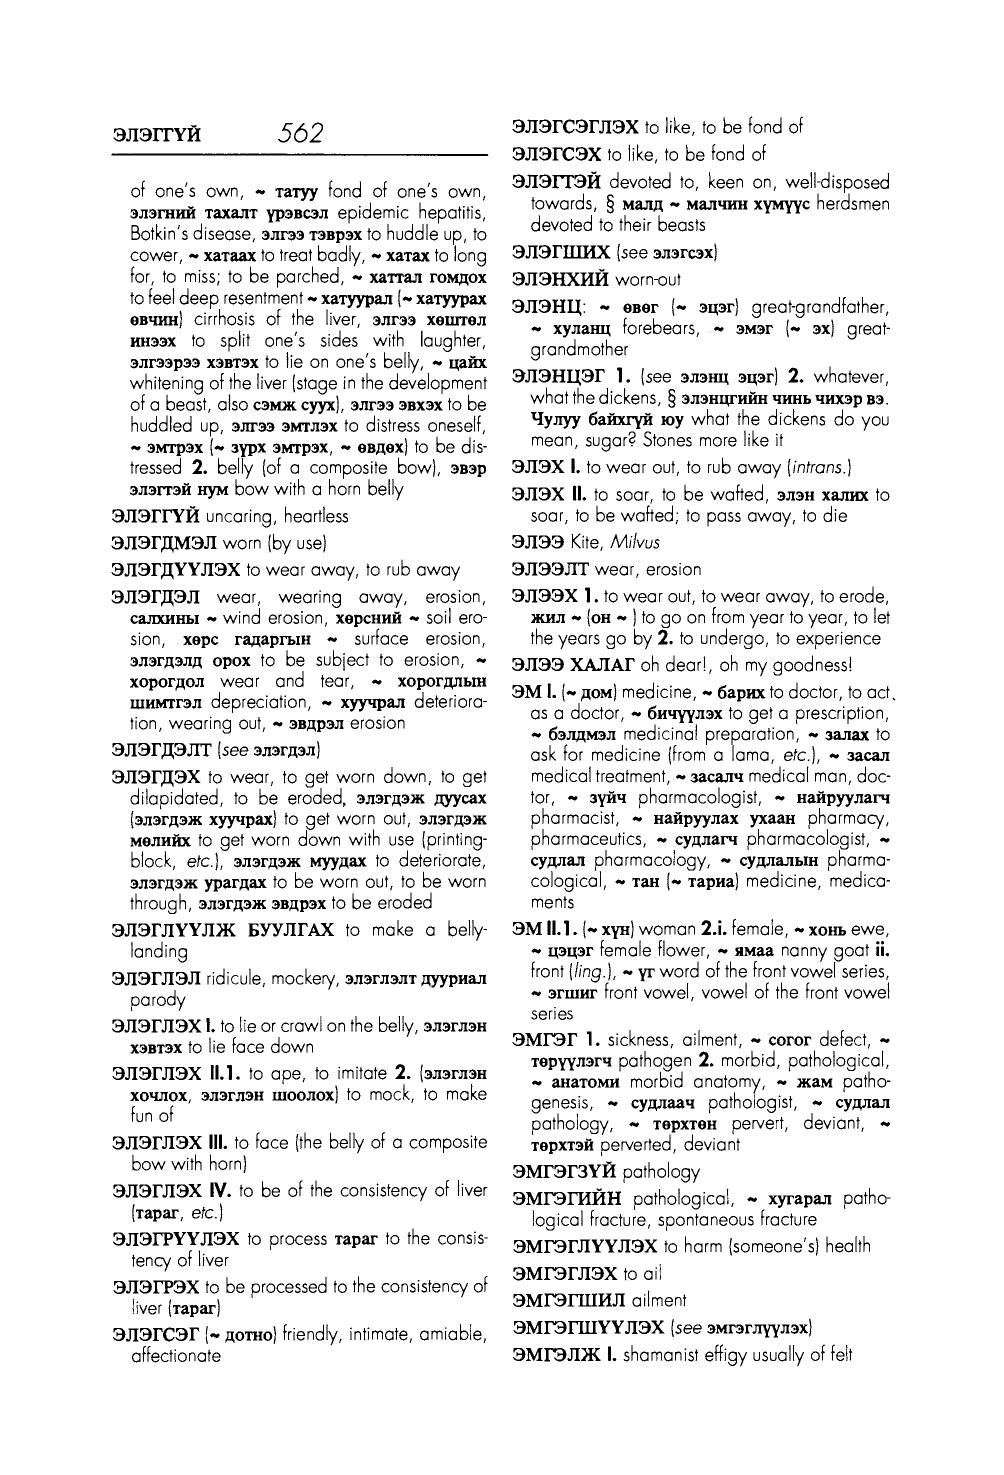 ЭЛЭГГҮЙ 562
of one's own, ~ татуу fond of one's own,
элэгний тахалт үрэвсэл epidemic hepatitis,
Botkin's disease, элгээ тэврэх to huddle up, to
cower, ~ хатаах to treat badly, ~ хатах to long
for, to miss; to be parched, ~ хаттал гомдох
to feel deep resentment ~ хатуурал (~ хатуурах
өвчин) cirrhosis of the liver, элгээ хөштөл
инээх to split one's sides with laughter,
элгээрээ хэвтэх to lie on one's belly, ~ цайх
whitening of the liver (stage in the development
of a beast, also сэмж суух), элгээ эвхэх to be
huddled up, элгээ эмтлэх to distress oneself,
~ эмтрэх (~ зүрх эмтрэх, ~ өвдөх) to be dis-
tressed 2. belly (of a composite bow), эвэр
элэгтэй нум bow with a horn belly
ЭЛЭГГҮЙ uncaring, heartless
ЭЛЭГДМЭЛ worn (by use)
ЭЛЭГДҮҮЛЭХ to wear away, to rub away
ЭЛЭГДЭЛ wear, wearing away, erosion,
салхины ~ wind erosion, хөрсний ~ soil ero-
sion, хөрс гадаргын ~ surface erosion,
элэгдэлд орох to be subject to erosion, ~
хорогдол wear and tear, ~ хорогдлын
шимтгэл depreciation, ~ хуучрал deteriora-
tion, wearing out, ~ эвдрэл erosion
ЭЛЭГДЭЛТ (see элэгдэл)
ЭЛЭГДЭХ to wear, to get worn down, to get
dilapidated, to be eroded, элэгдэж дуусах
(элэгдэж хуучрах) to get worn out, элэгдэж
мөлийх to get worn down with use (printing-
block, etc.), элэгдэж муудах to deteriorate,
элэгдэж урагдах to be worn out, to be worn
through, элэгдэж эвдрэх to be eroded
ЭЛЭГЛҮҮЛЖ БУУЛГАХ to make a belly-
landing
ЭЛЭГЛЭЛ ridicule, mockery, элэглэлт дууриал
parody
ЭЛЭГЛЭХ I. to lie or crawl on the belly, элэглэн
хэвтэх to lie face down
ЭЛЭГЛЭХ II.1. to ape, to imitate 2. (элэглэн
хочлох, элэглэн шоолох) to mock, to make
fun of
ЭЛЭГЛЭХ III. to face (the belly of a composite
bow with horn)
ЭЛЭГЛЭХ IV. to be of the consistency of liver
(тараг, etc.)
ЭЛЭГРҮҮЛЭХ to process тараг to the consis-
tency of liver
ЭЛЭГРЭХ to be processed to the consistency of
liver (тараг)
ЭЛЭГСЭГ (~ дотно) friendly, intimate, amiable,
affectionate
ЭЛЭГСЭГЛЭХ to like, to be fond of
ЭЛЭГСЭХ to like, to be fond of
ЭЛЭГТЭЙ devoted to, keen on, well-disposed
towards, § малд ~ малчин хүмүүс herdsmen
devoted to their beasts
ЭЛЭГШИХ (see элэгсэх)
ЭЛЭНХИЙ worn-out
ЭЛЭНЦ: ~ өвөг (~ эцэг) great-grandfather,
~ хуланц forebears, ~ эмэг (~ эх) great-
grandmother
ЭЛЭНЦЭГ 1. (see элэнц эцэг) 2. whatever,
what the dickens, § элэнцгийн чинь чихэр вэ.
Чулуу байхгүй юу what the dickens do you
mean, sugar? Stones more like it
ЭЛЭХ I. to wear out, to rub away (intrans.)
ЭЛЭХ II. to soar, to be wafted, элэн халих to
soar, to be wafted; to pass away, to die
ЭЛЭЭ Kite, Milvus
ЭЛЭЭЛТ wear, erosion
ЭЛЭЭХ 1. to wear out, to wear away, to erode,
жил ~ (он ~ ) to go on from year to year, to let
the years go by 2. to undergo, to experience
ЭЛЭЭ ХАЛАГ oh dear!, oh my goodness!
ЭМ I. (~ дом) medicine, ~ барих to doctor, to act
as a doctor, ~ бичүүлэх to get a prescription,
~ бэлдмэл medicinal preparation, ~ залах to
ask for medicine (from a lama, etc.), ~ засал
medical treatment, ~ засалч medical man, doc-
tor, ~ зүйч pharmacologist, ~ найруулагч
pharmacist, ~ найруулах ухаан pharmacy,
pharmaceutics, ~ судлагч pharmacologist, ~
судлал pharmacology, ~ судлалын pharma-
cological, ~ тан (~ тариа) medicine, medica-
ments
ЭМ II.1. (~ хүн) woman 2.i. female, ~ хонь ewe,
~ цэцэг female flower, ~ ямаа nanny goat ii.
front (ling.), ~ үг word of the front vowel series,
~ эгшиг front vowel, vowel of the front vowel
series
ЭМГЭГ 1. sickness, ailment, ~ согог defect, ~
төрүүлэгч pathogen 2. morbid, pathological,
~ анатоми morbid anatomy, ~ жам patho-
genesis, ~ судлаач pathologist, ~ судлал
pathology, ~ төрхтөн pervert, deviant, ~
төрхтэй perverted, deviant
ЭМГЭГЗҮЙ pathology
ЭМГЭГИЙН pathological, ~ хугарал patho-
logical fracture, spontaneous fracture
ЭМГЭГЛҮҮЛЭХ to harm (someone's) health
ЭМГЭГЛЭХ to ail
ЭМГЭГШИЛ ailment
ЭМГЭГШҮҮЛЭХ (see эмгэглүүлэх)
ЭМГЭЛЖ I. shamanist effigy usually of felt